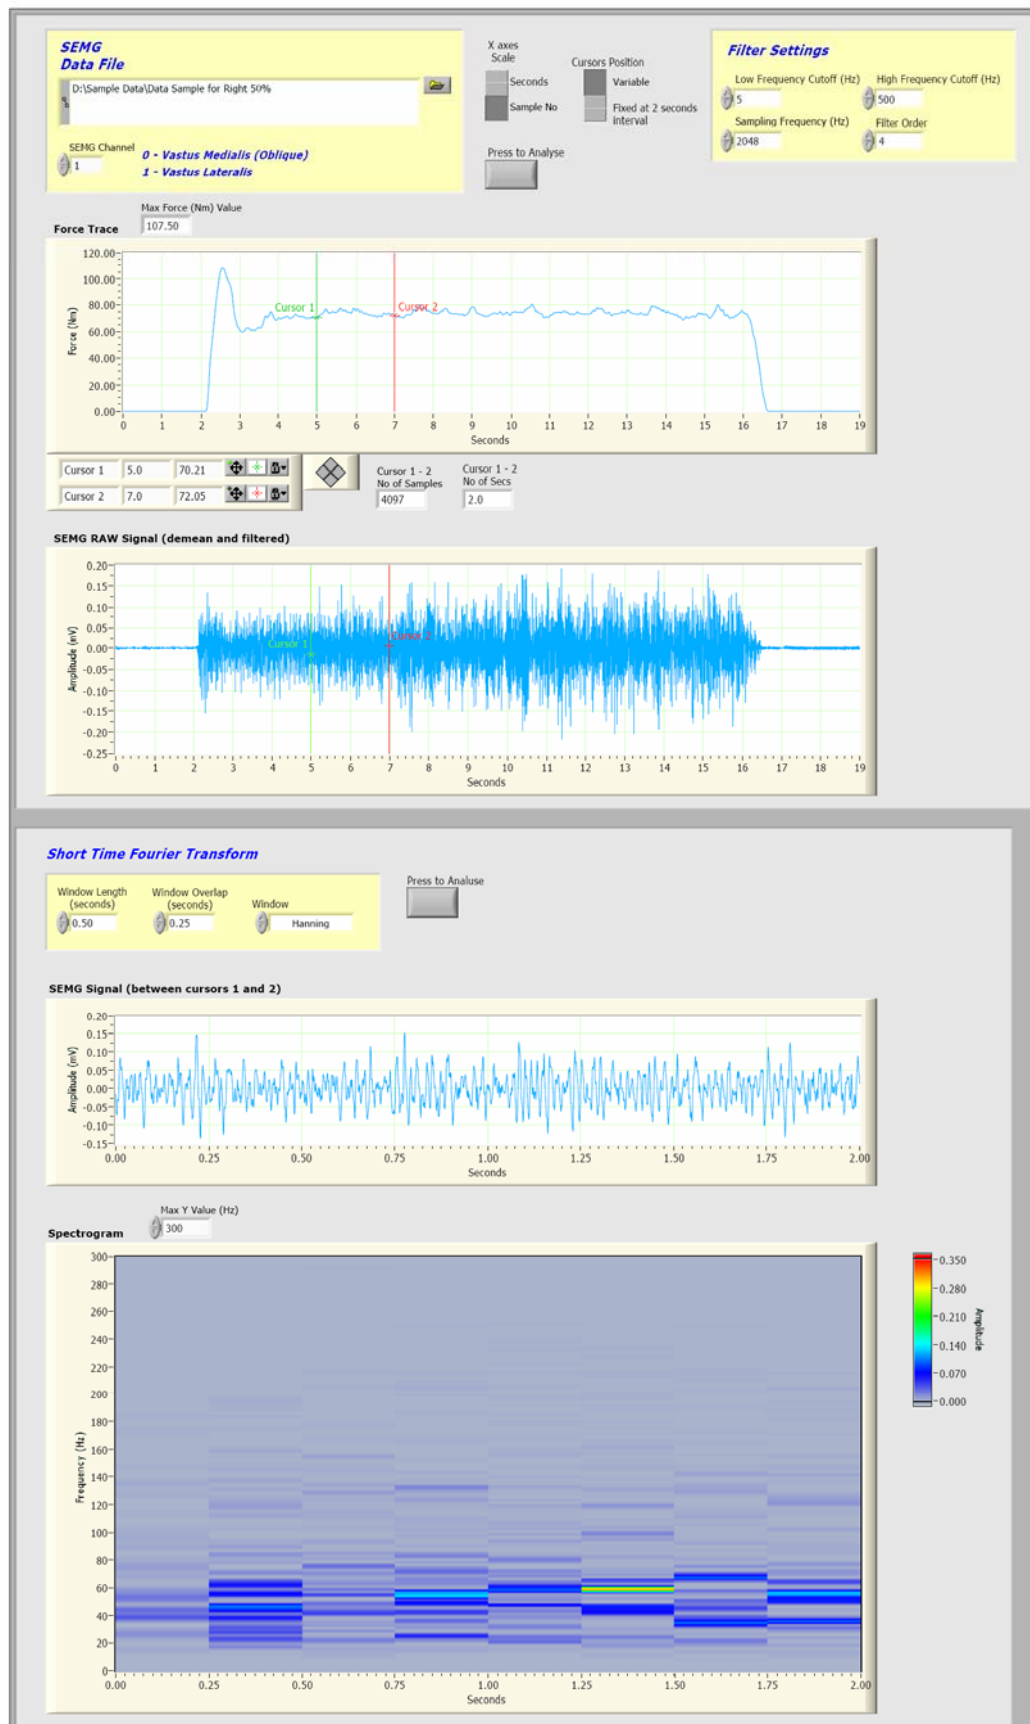 SEMG
Data File
D:\Sample Data\Data Sample for Right 50%
SEMG Channel
1
0 - Vastus Medialis (Oblique)
1 - Vastus Lateralis
X axes
Scale
Seconds
Sample No
Cursors Position
Variable
Fixed at 2 seconds
interval
Press to Analyse
Filter Settings
Low Frequency Cutoff (Hz)
High Frequency Cutoff (Hz)
5
500
Sampling Frequency (Hz)
Filter Order
2048
4
Max Force (Nm) Value
107.50
Force Trace
120.00
100.00
80.00
60.00
40.00
20.00
0.00
Force (Nm)
Cursor 1
Cursor 2
0 1 2 3 4 5 6 7 8 9 10 11 12 13 14 15 16 17 18 19
Seconds
Cursor 1 5.0 70.21
Cursor 2 7.0 72.05
Cursor 1 - 2
No of Samples
4097
Cursor 1 - 2
No of Secs
2.0
SEMG RAW Signal (demean and filtered)
0.20
0.15
0.10
0.05
0.00
-0.05
-0.10
-0.15
-0.20
-0.25
Amplitude (mV)
Cursor 1
Cursor 2
0 1 2 3 4 5 6 7 8 9 10 11 12 13 14 15 16 17 18 19
Seconds
Short Time Fourier Transform
Window Length
(seconds)
0.50
Window Overlap
(seconds)
0.25
Window
Hanning
Press to Analuse
SEMG Signal (between cursors 1 and 2)
0.20
0.15
0.10
0.05
0.00
-0.05
-0.10
-0.15
Amplitude (mV)
0.00 0.25 0.50 0.75 1.00 1.25 1.50 1.75 2.00
Seconds
Max Y Value (Hz)
300
Spectrogram
300
280
260
240
220
200
180
160
140
120
100
80
60
40
20
0
Frequency (Hz)
0.00 0.25 0.50 0.75 1.00 1.25 1.50 1.75 2.00
Seconds
0.350
0.280
0.210
0.140
0.070
0.000
Amplitude